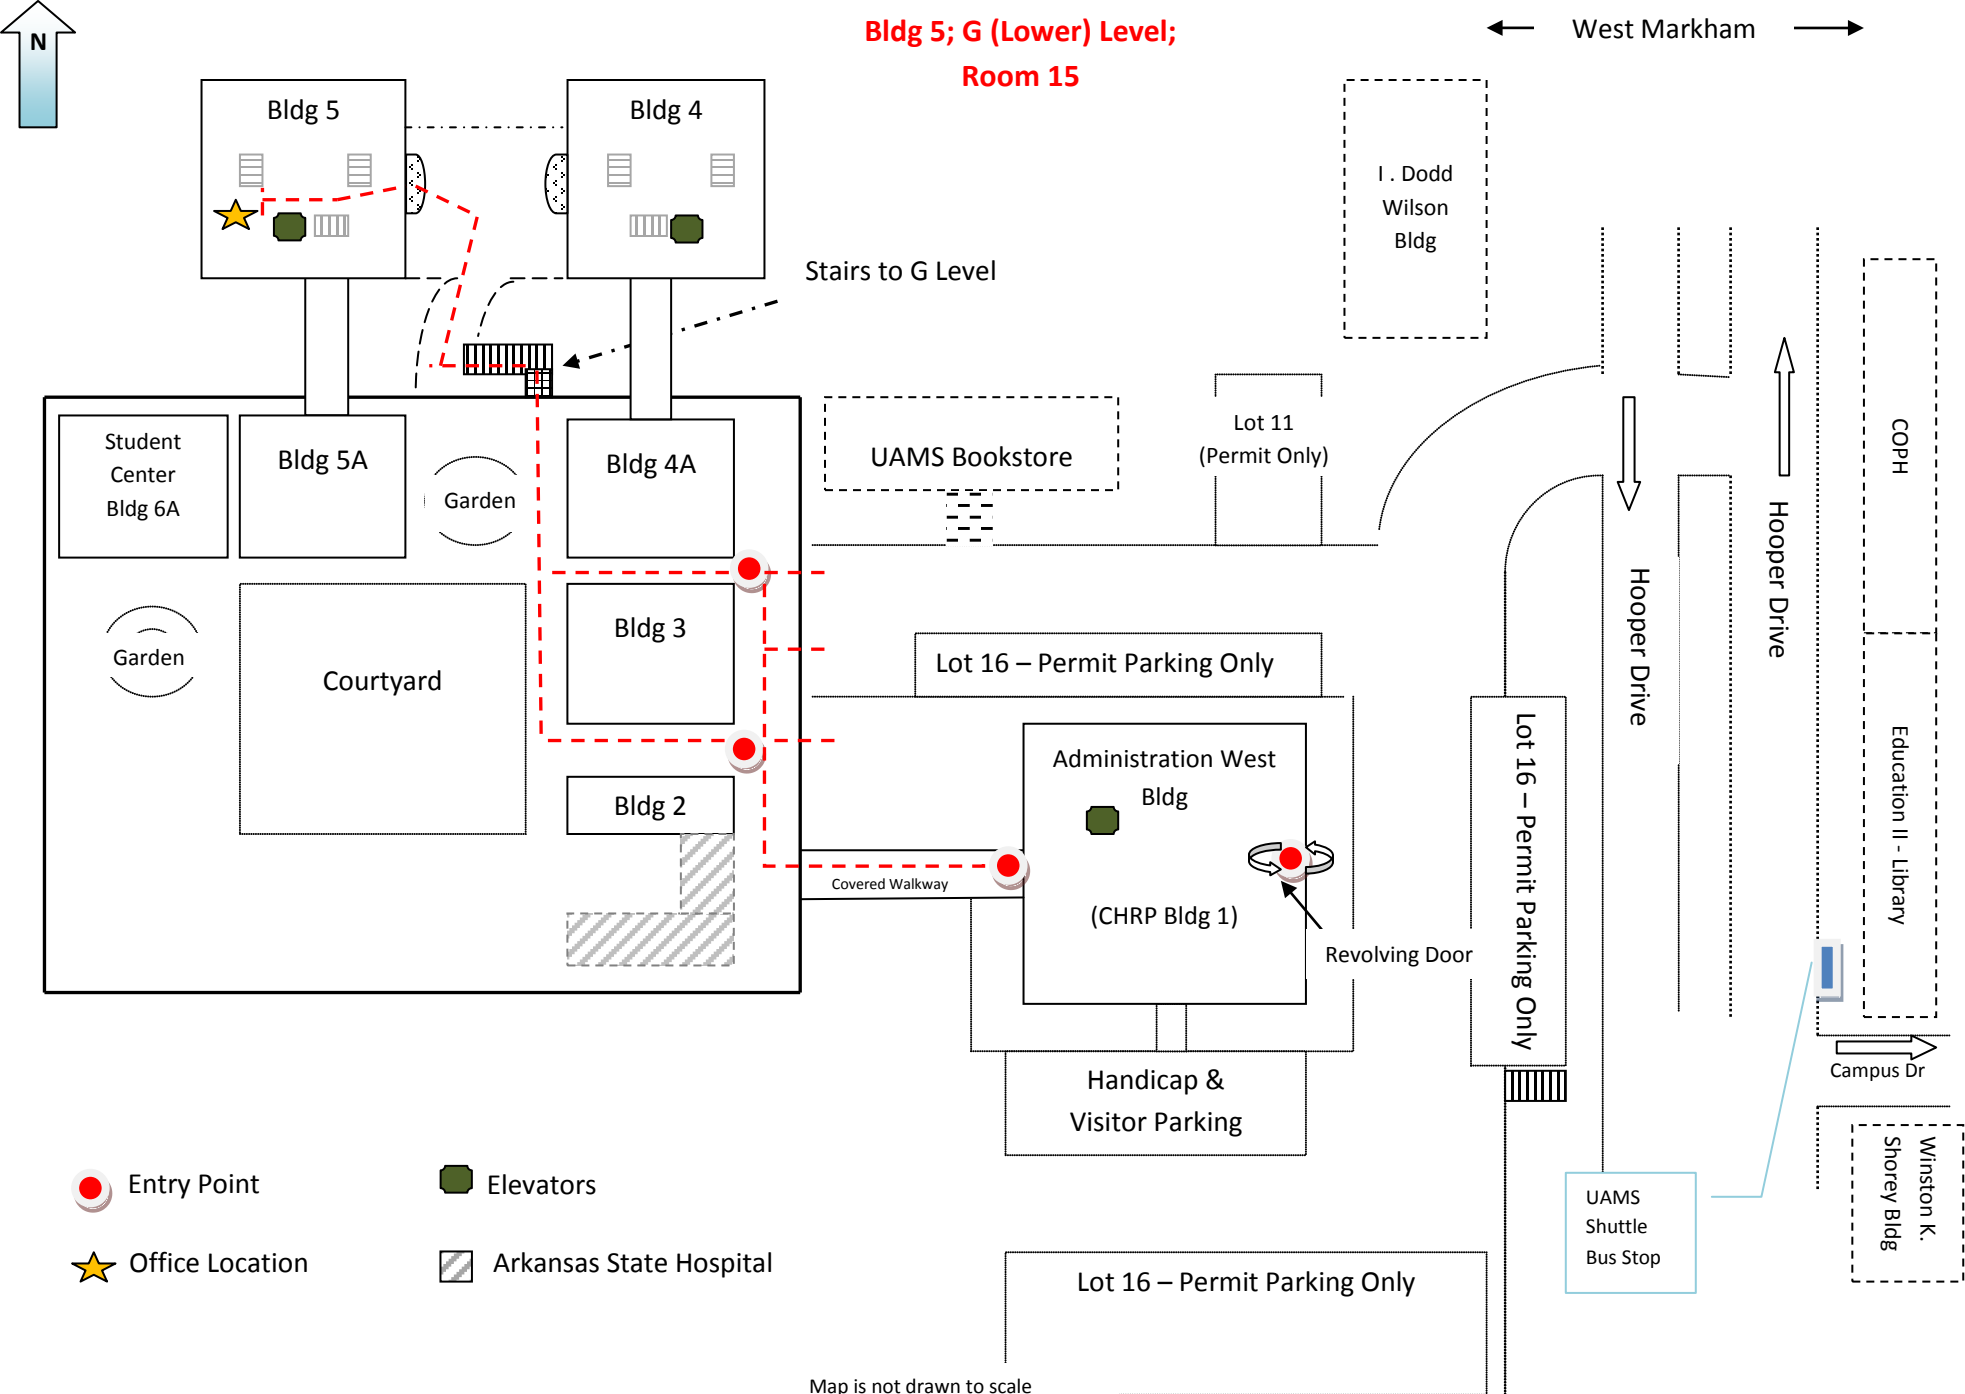 N
Bldg 5; G (Lower) Level;
Room 15
West Markham
Bldg 5
Bldg 4
I . Dodd
Wilson
Bldg
Stairs to G Level
Student
Center
Bldg 6A
Bldg 5A
Garden
Bldg 4A
UAMS Bookstore
Lot 11
(Permit Only)
COPH
Hooper Drive
Hooper Drive
Garden
Courtyard
Bldg 3
Lot 16 – Permit Parking Only
Bldg 2
Administration West
Bldg
Covered Walkway
(CHRP Bldg 1)
Revolving Door
Lot 16 – Permit Parking Only
Education II - Library
Handicap &
Visitor Parking
Campus Dr
Winston K.
Shorey Bldg
Entry Point
Elevators
UAMS
Shuttle
Bus Stop
Office Location
Arkansas State Hospital
Lot 16 – Permit Parking Only
Map is not drawn to scale